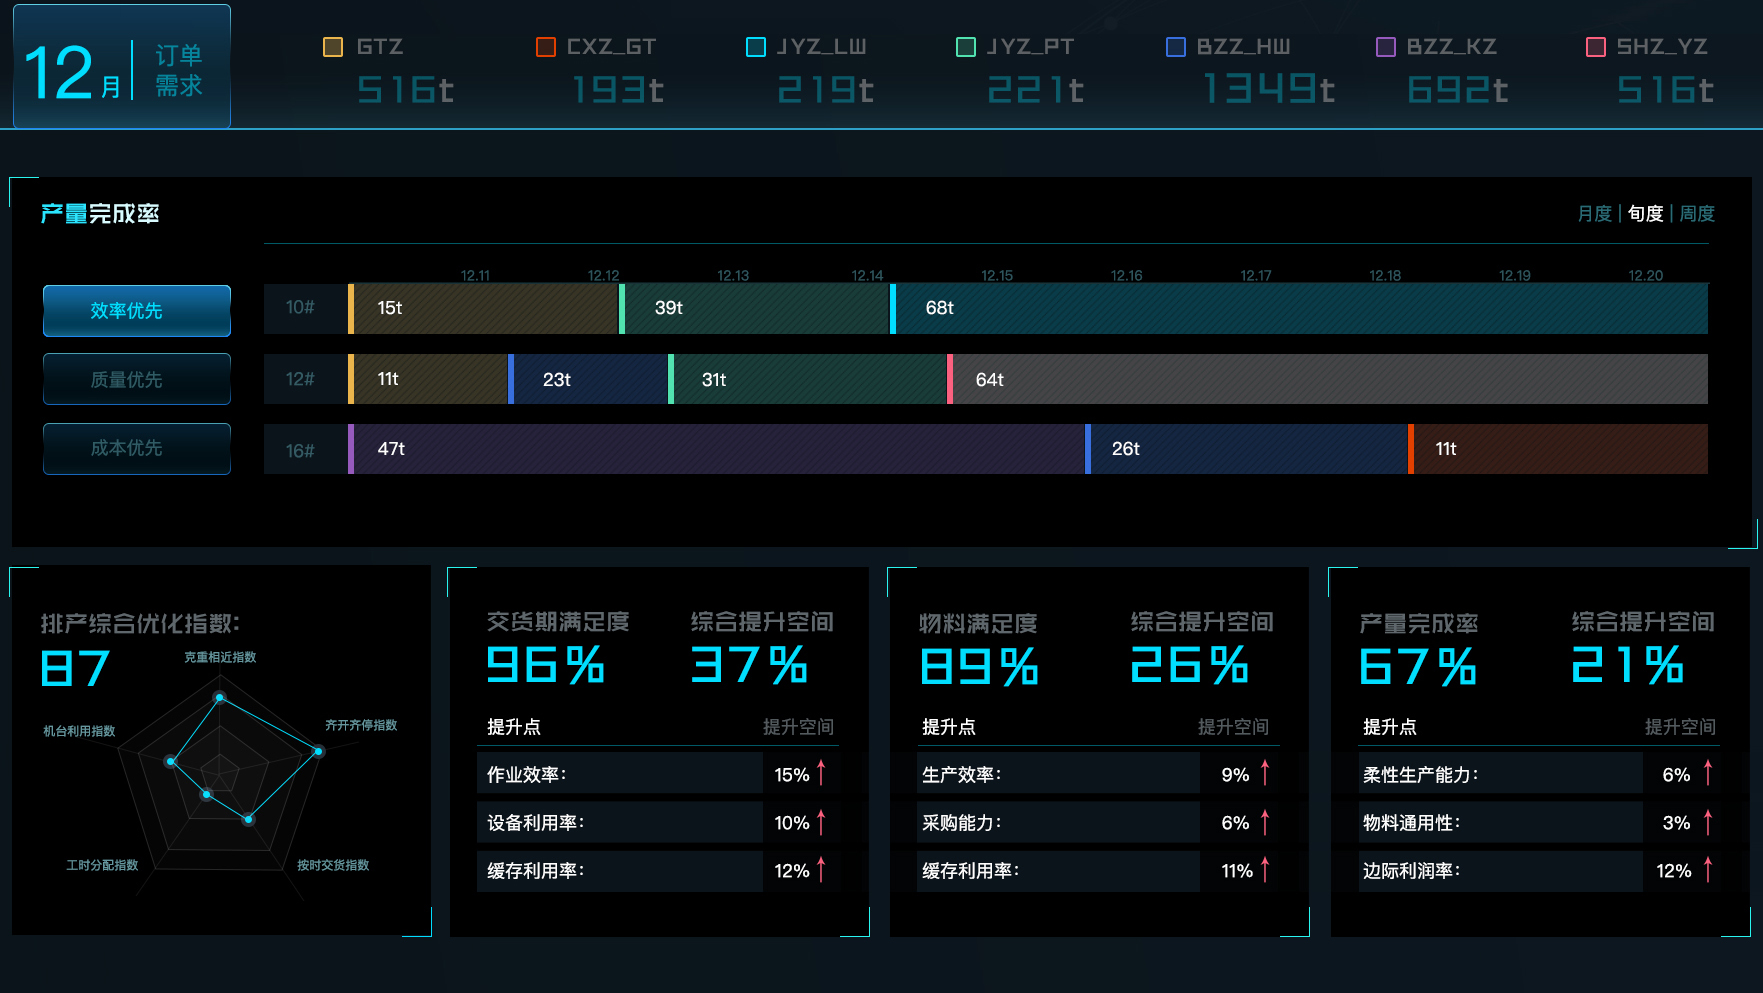 12月
订单
需求
GTZ
516t
CXZ_GT
193t
JYZ_LW
219t
JYZ_PT
221t
BZZ_HW
1349t
BZZ_KZ
692t
SHZ_YZ
516t
产量完成率
月度|旬度|周度
12.11 12.12 12.13 12.14 12.15 12.16 12.17 12.18 12.19 12.20
效率优先
10# 15t 39t 68t
质量优先
12# 11t 23t 31t 64t
成本优先
16# 47t 26t 11t
排产综合优化指数:
87
克重相近指数
齐开齐停指数
机台利用指数
工时分配指数
按时交货指数
交货期满足度 综合提升空间
96% 37%
提升点 提升空间
作业效率: 15%
设备利用率: 10%
缓存利用率: 12%
物料满足度 综合提升空间
89% 26%
提升点 提升空间
生产效率: 9%
采购能力: 6%
缓存利用率: 11%
产量完成率 综合提升空间
67% 21%
提升点 提升空间
柔性生产能力: 6%
物料通用性: 3%
边际利润率: 12%